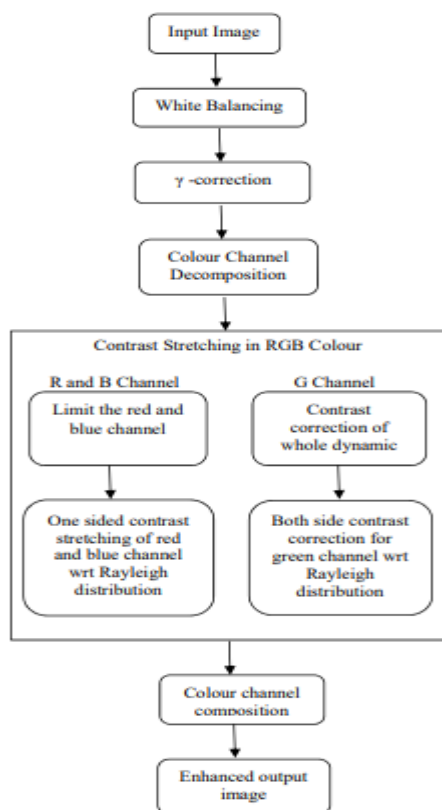 Input Image
White Balancing
γ -correction
Colour Channel
Decomposition
Contrast Stretching in RGB Colour
R and B Channel
Limit the red and
blue channel
One sided contrast
stretching of red
and blue channel
wrt Rayleigh
distribution
G Channel
Contrast
correction of
whole dynamic
Both side contrast
correction for
green channel wrt
Rayleigh
distribution
Colour channel
composition
Enhanced output
image